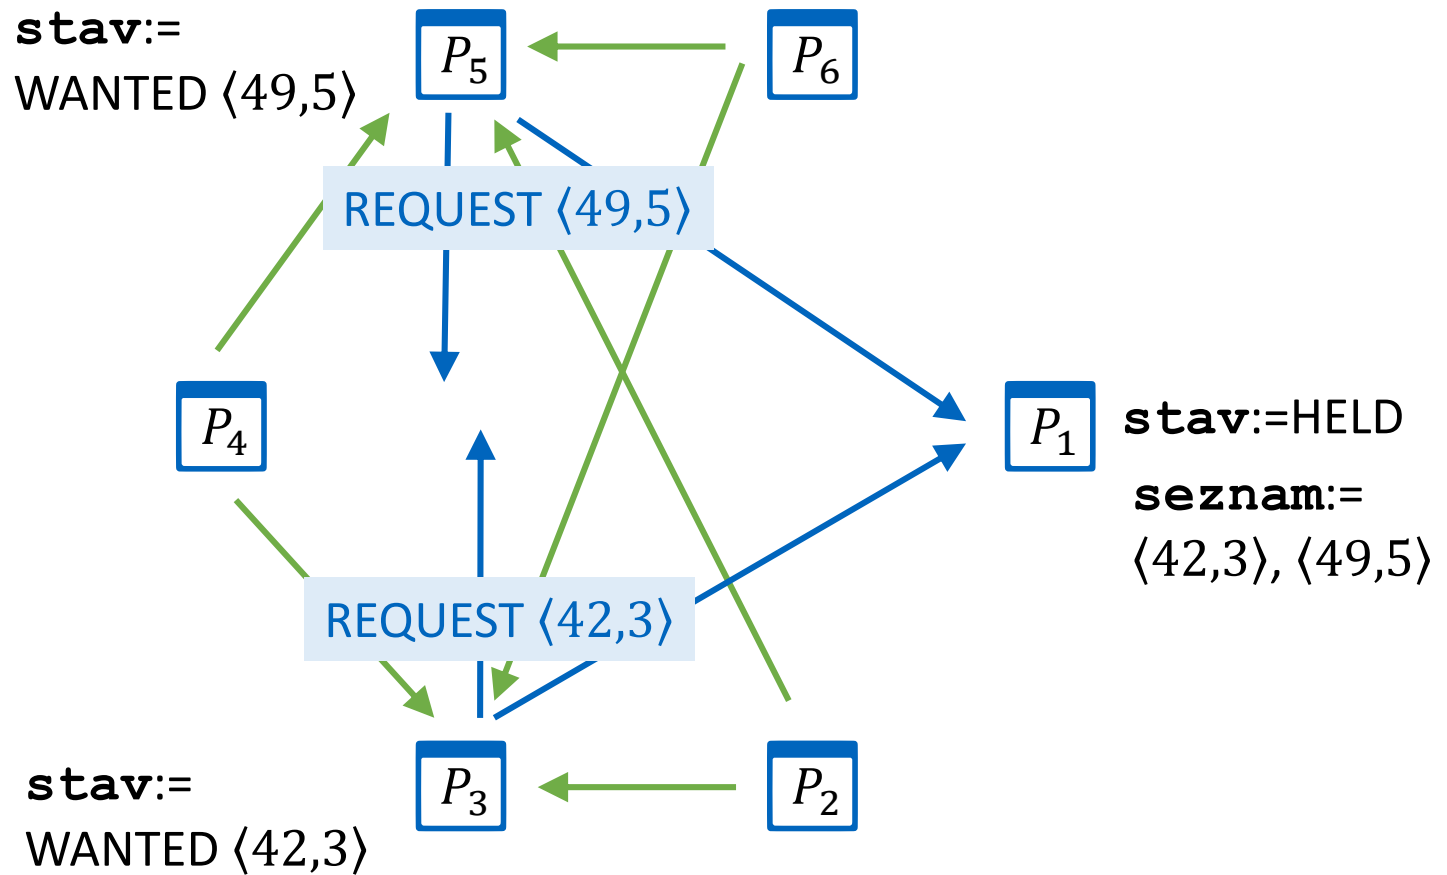 stav:=
WANTED ⟨49,5⟩
P5
P6
REQUEST ⟨49,5⟩
P4
P1
stav:=HELD
seznam:=
⟨42,3⟩, ⟨49,5⟩
REQUEST ⟨42,3⟩
stav:=
WANTED ⟨42,3⟩
P3
P2